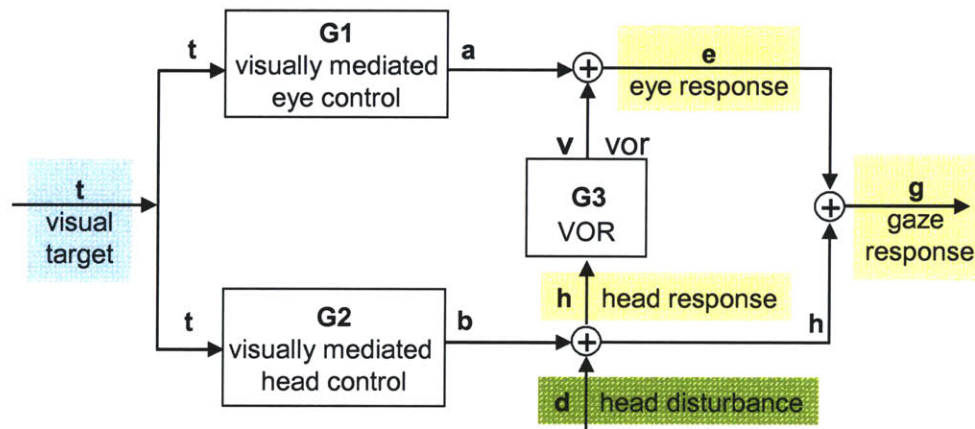 G1
t
a
visually mediated
eye control
e
eye response
v vor
t
visual
target
G3
VOR
g
gaze
response
h head response
t
G2
b
h
visually mediated
head control
d head disturbance